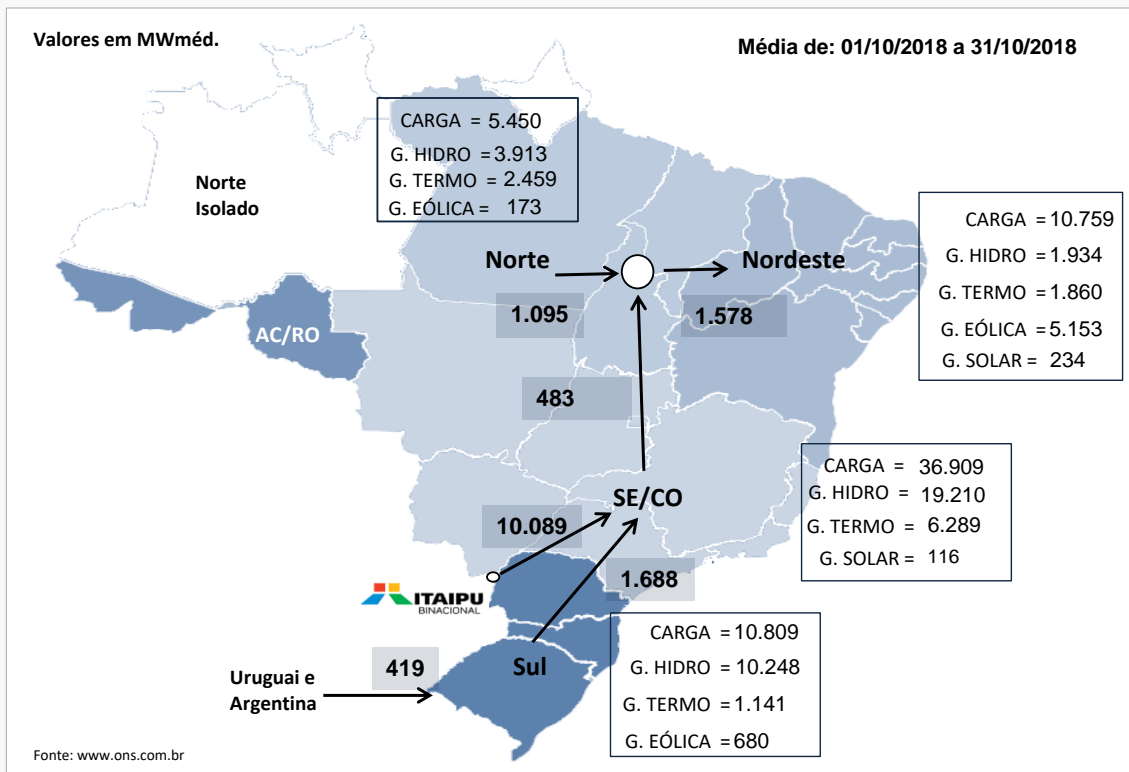 Valores em MWméd.
Média de: 01/10/2018 a 31/10/2018
CARGA = 5.450
G. HIDRO = 3.913
G. TERMO = 2.459
G. EÓLICA = 173
Norte
Isolado
CARGA = 10.759
G. HIDRO = 1.934
G. TERMO = 1.860
G. EÓLICA = 5.153
G. SOLAR = 234
Norte
Nordeste
1.095
1.578
AC/RO
483
CARGA = 36.909
G. HIDRO = 19.210
G. TERMO = 6.289
G. SOLAR = 116
SE/CO
10.089
1.688
ITAIPU
BINACIONAL
CARGA = 10.809
G. HIDRO = 10.248
G. TERMO = 1.141
G. EÓLICA = 680
419
Sul
Uruguai e
Argentina
Fonte: www.ons.com.br